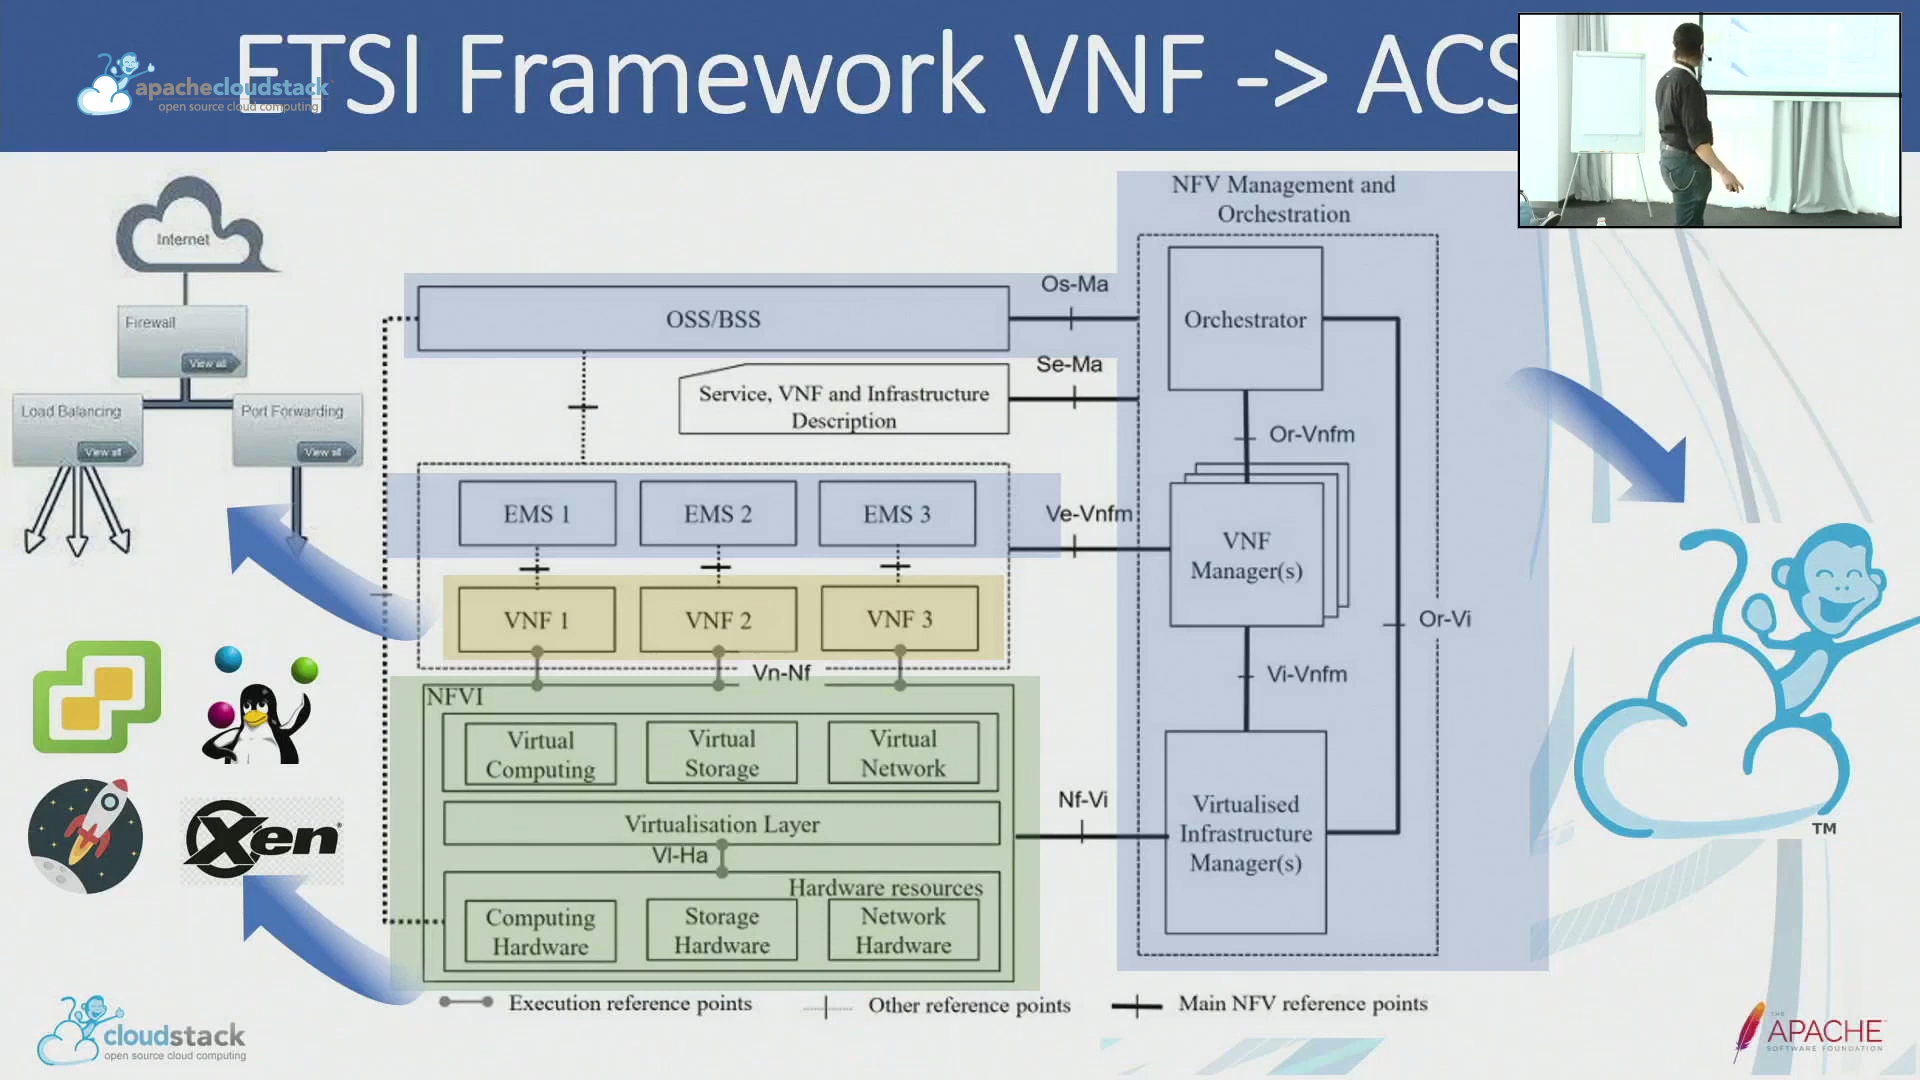 ETSI Framework VNF -> ACS
apachecloudstack
open source cloud computing
Internet
Firewall
View all
Load Balancing
View all
Port Forwarding
View all
NFV Management and
Orchestration
OSS/BSS
Os-Ma
Orchestrator
Se-Ma
Service, VNF and Infrastructure
Description
Or-Vnfm
EMS 1
EMS 2
EMS 3
Ve-Vnfm
VNF
Manager(s)
VNF 1
VNF 2
VNF 3
Or-Vi
Vn-Nf
Vi-Vnfm
NFVI
Virtual
Computing
Virtual
Storage
Virtual
Network
Virtualisation Layer
Nf-Vi
Virtualised
Infrastructure
Manager(s)
Vl-Ha
Hardware resources
Computing
Hardware
Storage
Hardware
Network
Hardware
Xen
TM
Execution reference points
Other reference points
Main NFV reference points
cloudstack
open source cloud computing
THE
APACHE
SOFTWARE FOUNDATION